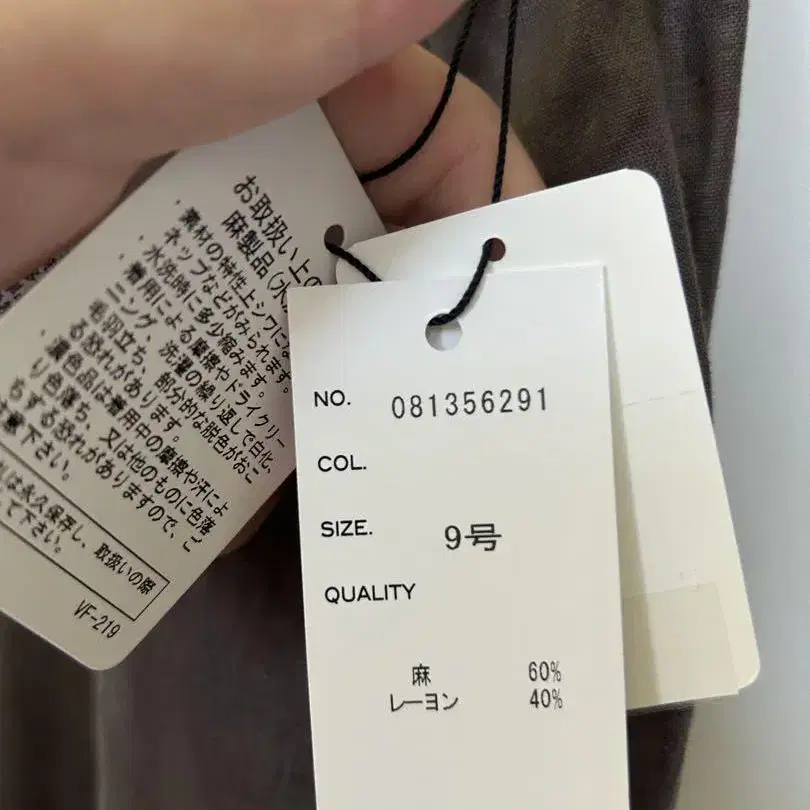 お取扱い上の
麻製品（水
・素材の特性上シワにな
ネップなどがみられます。
・水洗時に多少縮みます。
・着用による摩擦やドライクリー
ニング、洗濯の繰り返しで白化、
毛羽立ち、部分的な脱色がおこ
る恐れがあります。
・濃色品は着用中の摩擦や汗によ
り色落ち、又は他のものに色落
ちする恐れがありますので、ご
下さい。
は永久保存し、取扱いの際
て下さい。
VF-219
NO. 081356291
COL.
SIZE. 9号
QUALITY
麻 60%
レーヨン 40%